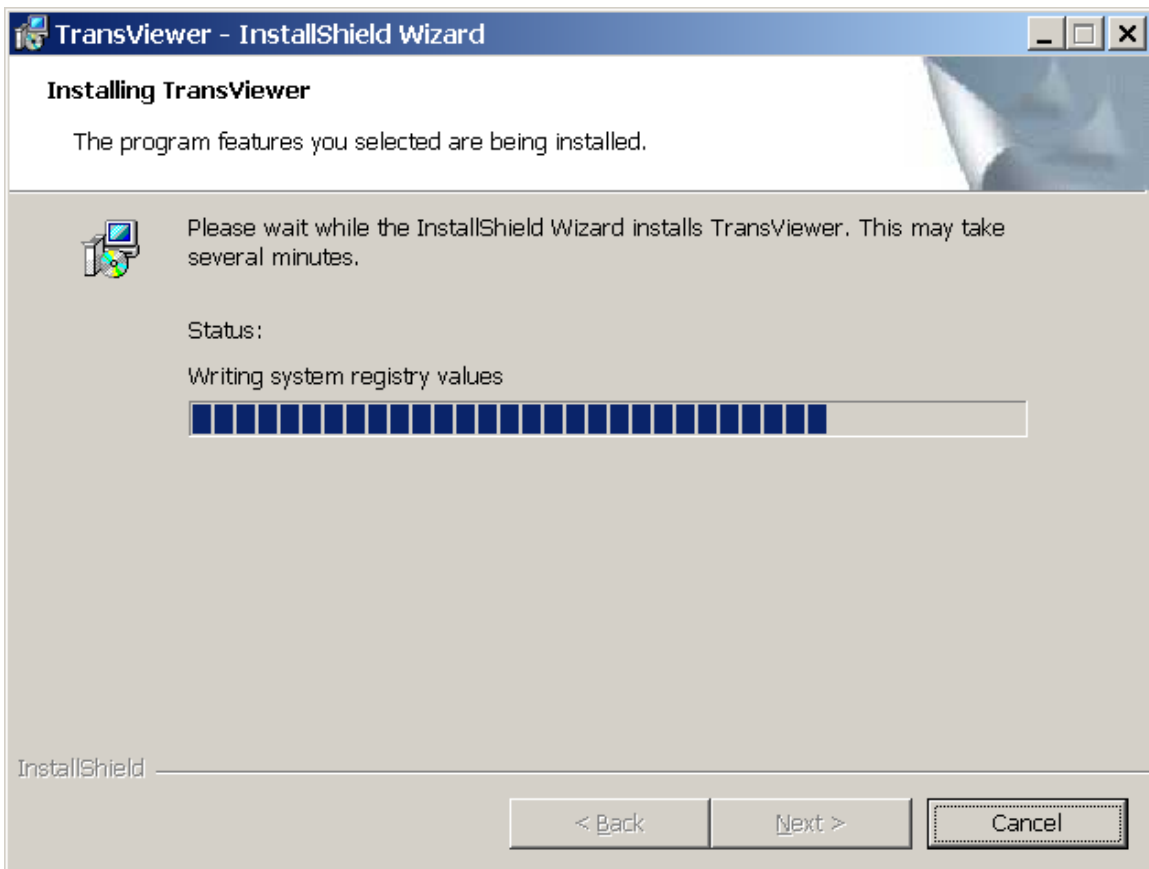 TransViewer - InstallShield Wizard
Installing TransViewer
The program features you selected are being installed.
Please wait while the InstallShield Wizard installs TransViewer. This may take
several minutes.
Status:
Writing system registry values
InstallShield
< Back
Next >
Cancel